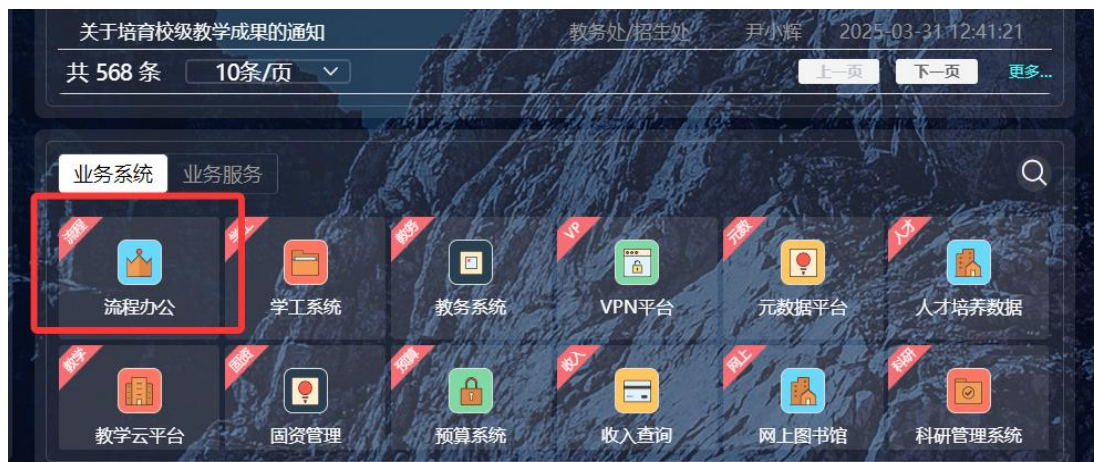 关于培育校级教学成果的通知 教务处/招生处 尹小辉 2025-03-31 12:41:21
共 568 条 10条/页 上一页 下一页 更多...
业务系统 业务服务
流程 学工 教务 VP 元数 人才
流程办公 学工系统 教务系统 VPN平台 元数据平台 人才培养数据
教学 固资 预算 收入 网上 科研
教学云平台 固资管理 预算系统 收入查询 网上图书馆 科研管理系统